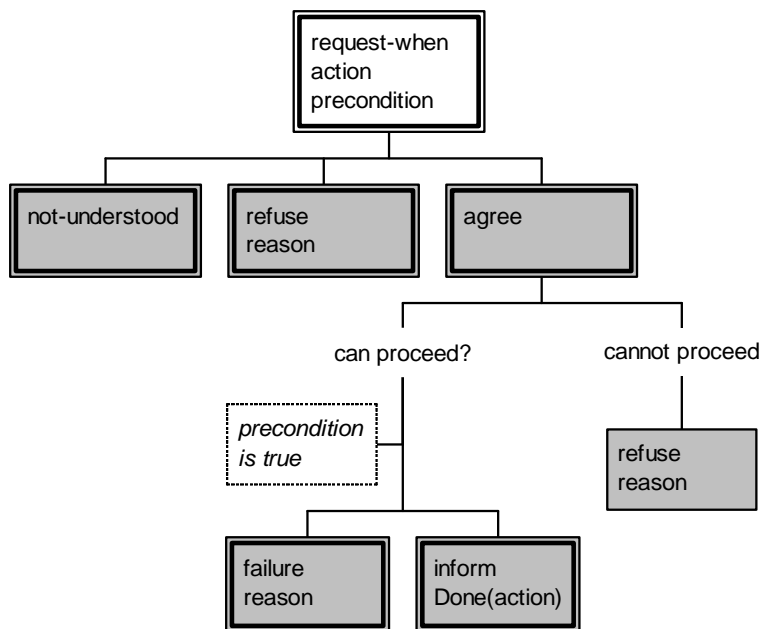 request-when
action
precondition
not-understood
refuse
reason
agree
can proceed?
cannot proceed
precondition
is true
refuse
reason
failure
reason
inform
Done(action)